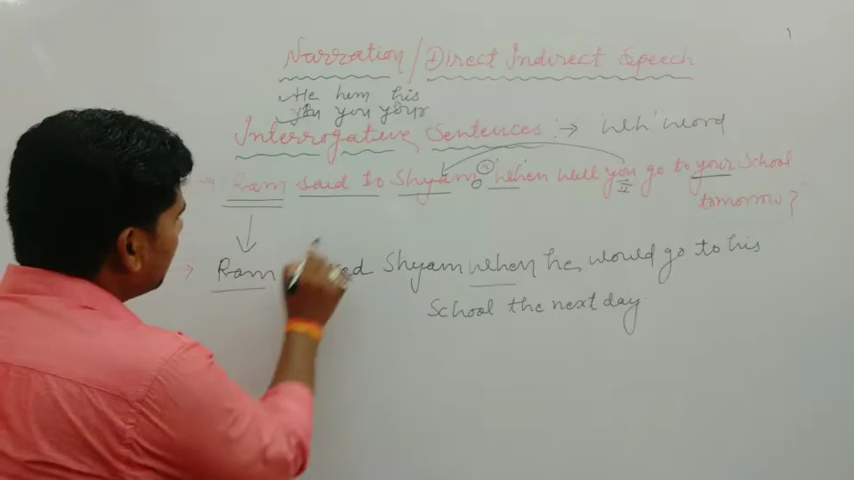 Narration/Direct Indirect Speech
He him his
you you your
Interrogative Sentences :→ 'Wh' word
→ Ram said to Shyam, "When will you go to your School
tomorrow?
→ Ram Shyam when he would go to his
School the next day.